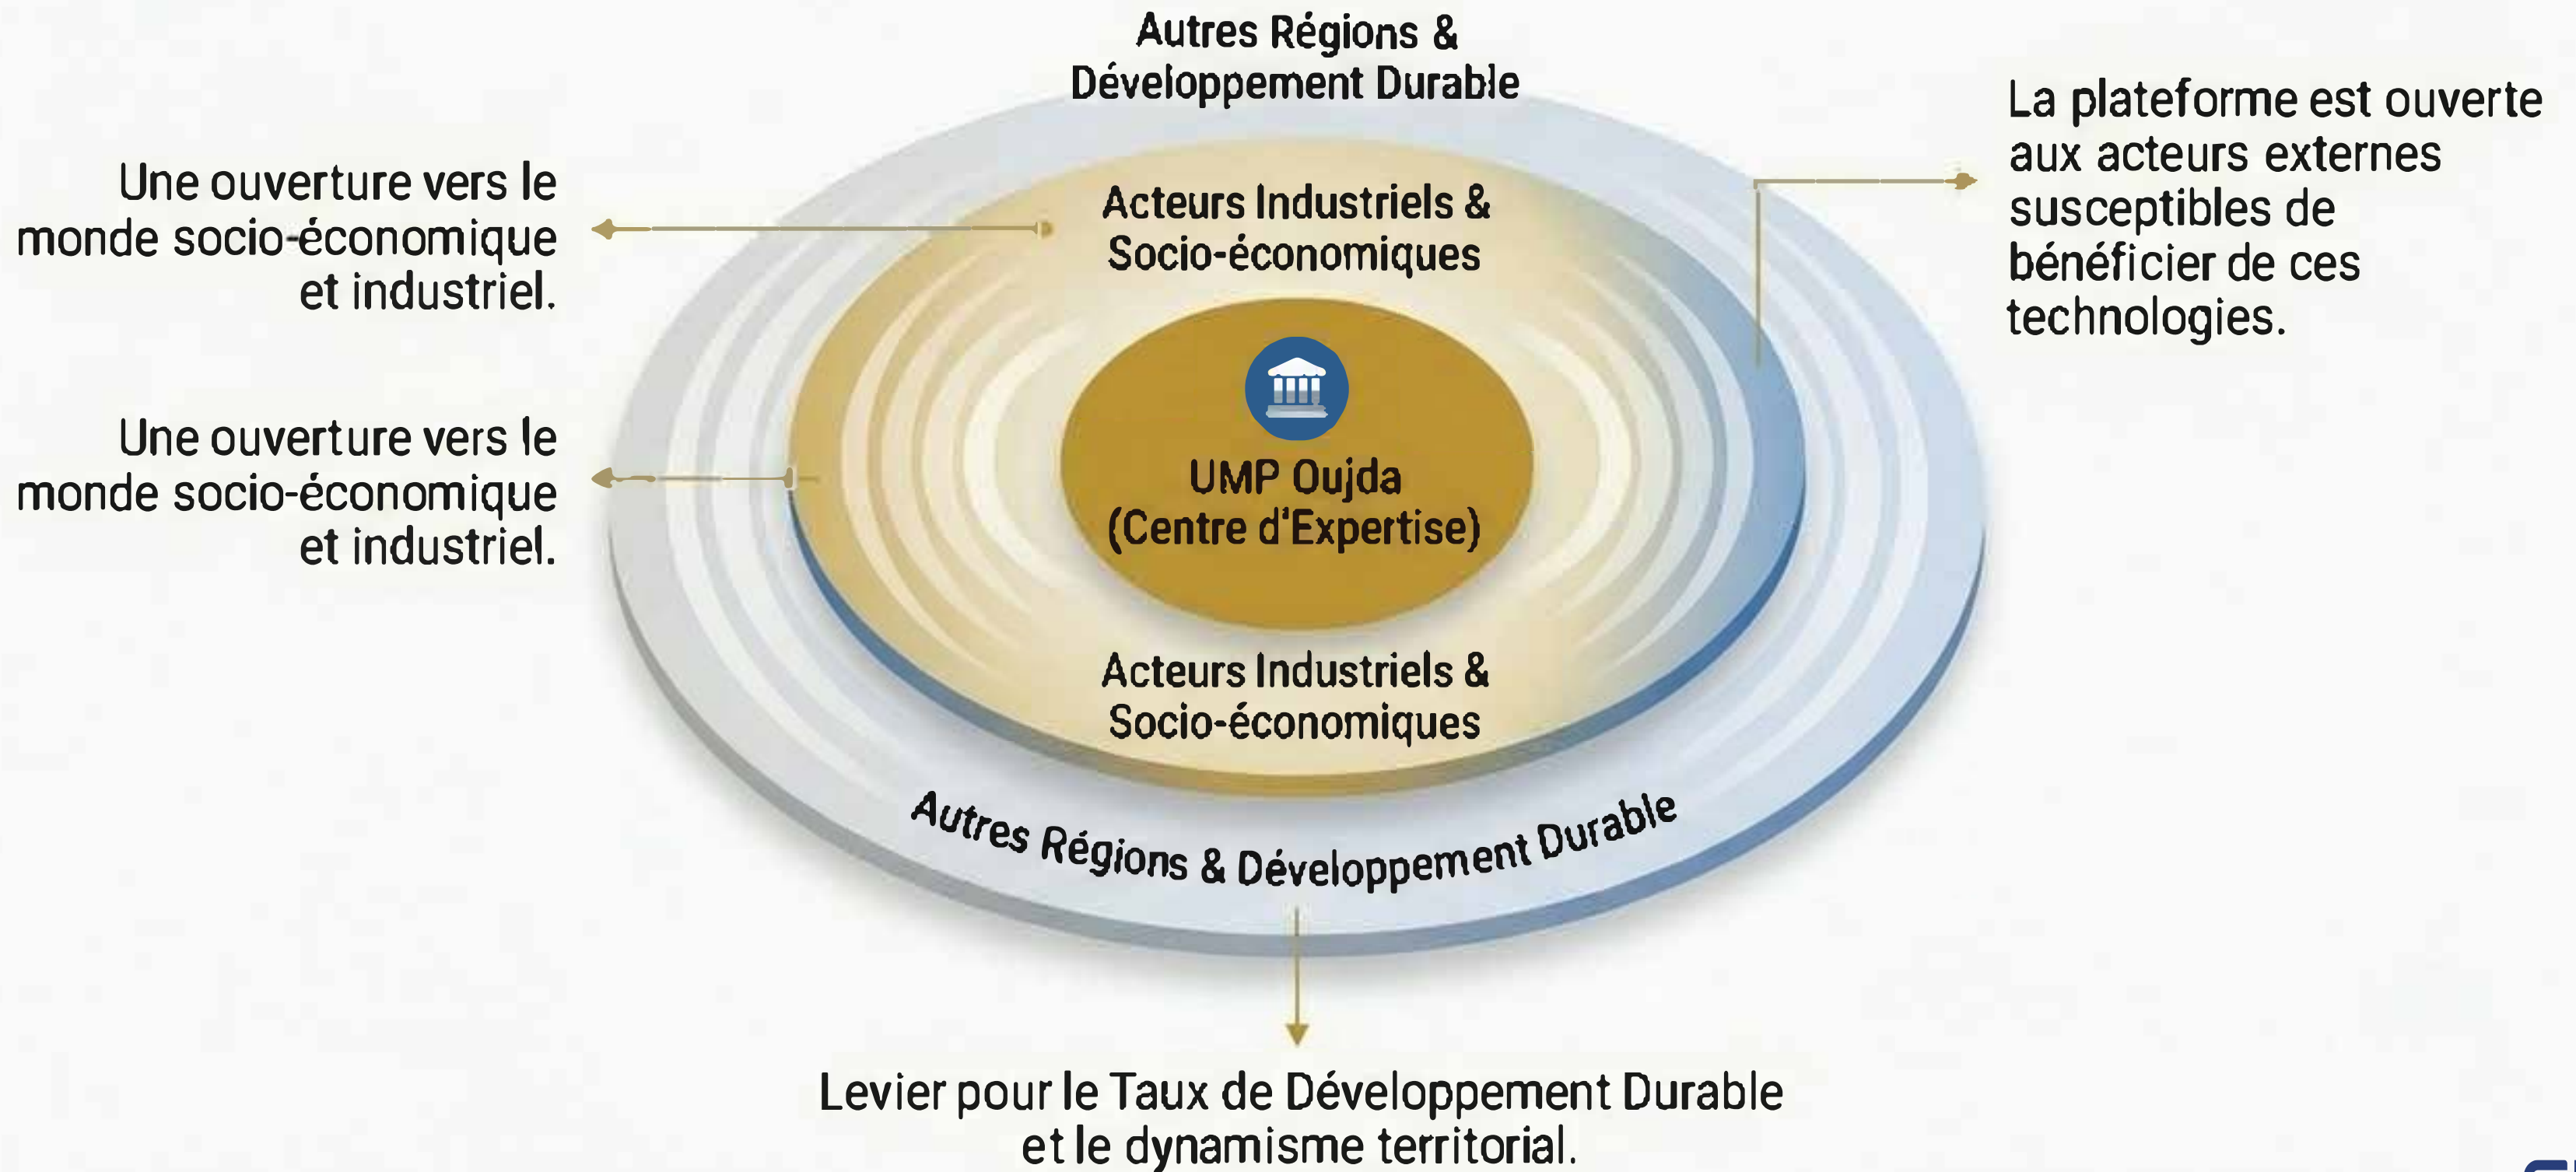 Autres Régions &
Développement Durable
Une ouverture vers le
monde socio-économique
et industriel.
La plateforme est ouverte
aux acteurs externes
susceptibles de
bénéficier de ces
technologies.
Acteurs Industriels &
Socio-économiques
Une ouverture vers le
monde socio-économique
et industriel.
UMP Oujda
(Centre d'Expertise)
Acteurs Industriels &
Socio-économiques
Autres Régions & Développement Durable
Levier pour le Taux de Développement Durable
et le dynamisme territorial.